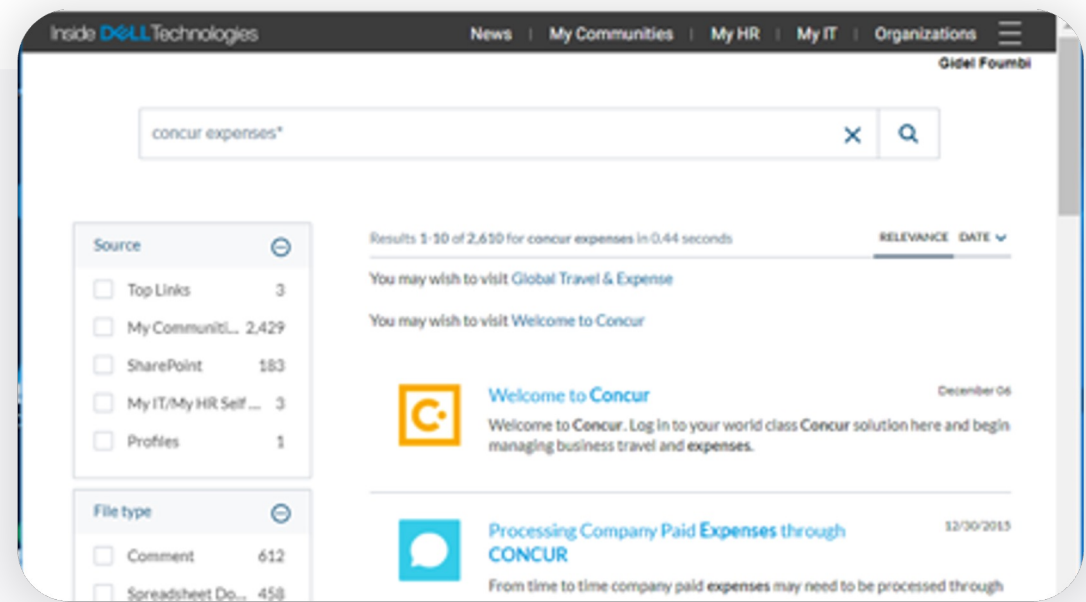 Inside DELLTechnologies
News | My Communities | My HR | My IT | Organizations
Gidel Foumbi
concur expenses*
Source
Top Links 3
My Communiti... 2,429
SharePoint 183
My IT/My HR Self ... 3
Profiles 1
File type
Comment 612
Spreadsheet Do... 458
Results 1-10 of 2,610 for concur expenses in 0.44 seconds
RELEVANCE DATE
You may wish to visit Global Travel & Expense
You may wish to visit Welcome to Concur
Welcome to Concur
December 06
Welcome to Concur. Log in to your world class Concur solution here and begin
managing business travel and expenses.
Processing Company Paid Expenses through
CONCUR
12/30/2015
From time to time company paid expenses may need to be processed through